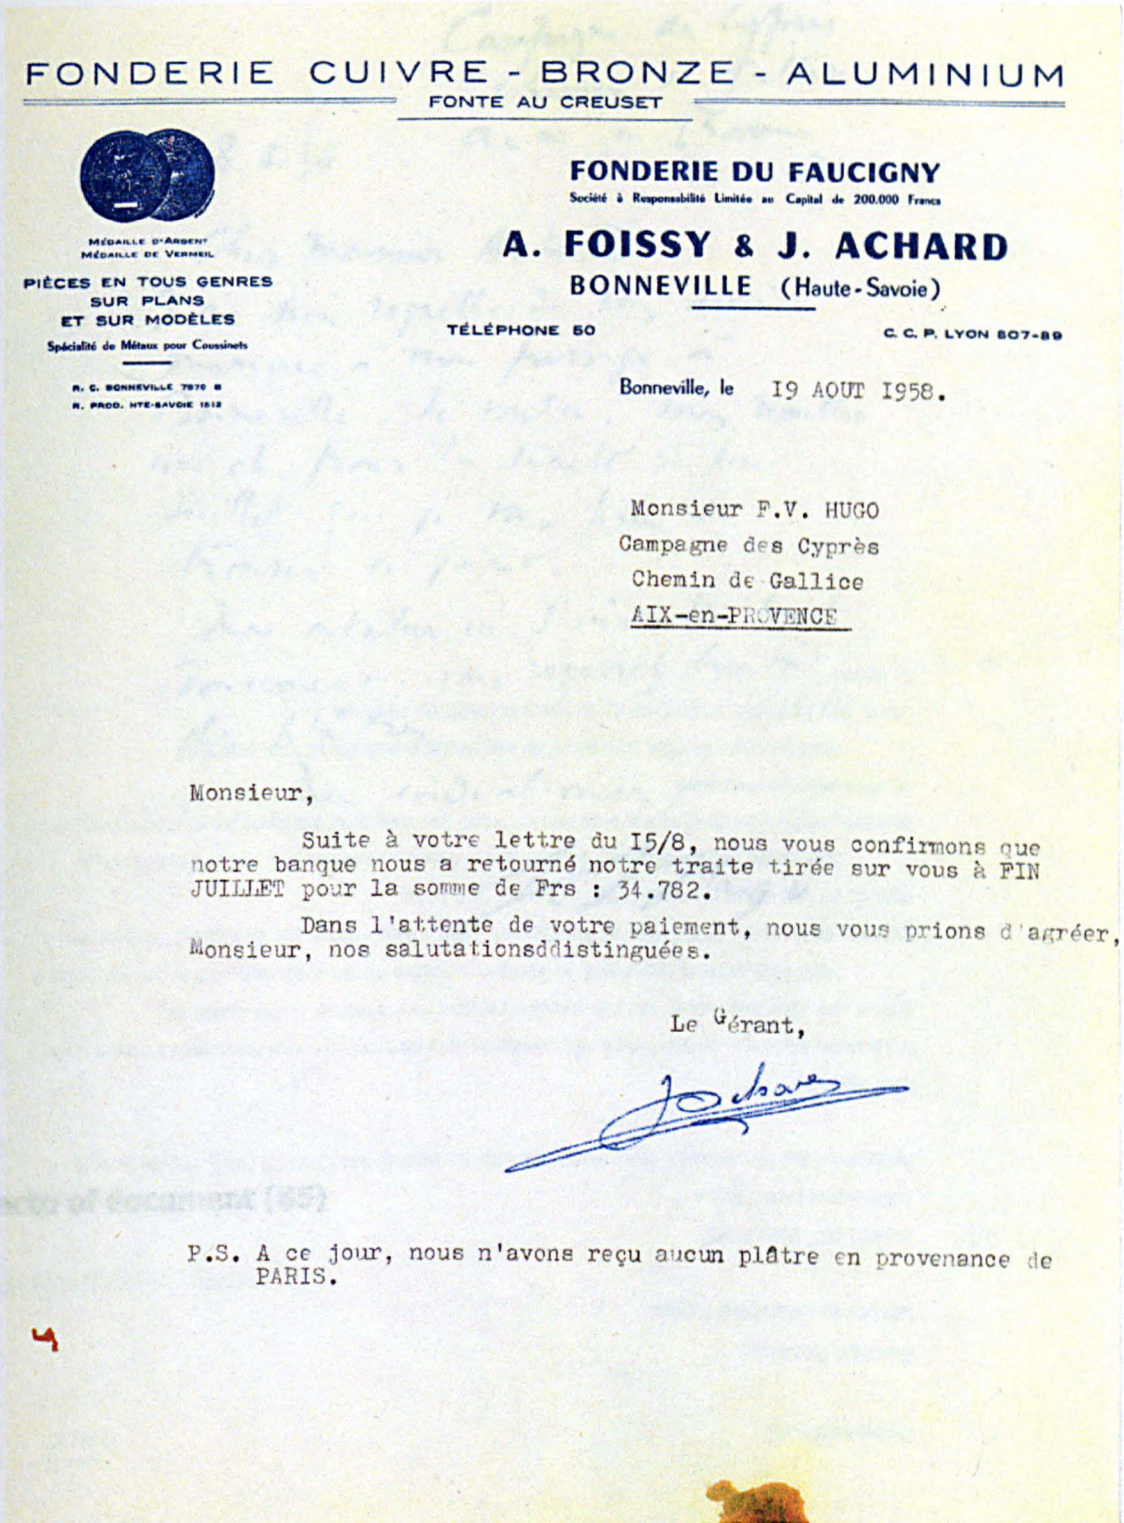 FONDERIE CUIVRE - BRONZE - ALUMINIUM
FONTE AU CREUSET
MÉDAILLE D'ARGENT
MÉDAILLE DE VERMEIL
PIÈCES EN TOUS GENRES
SUR PLANS
ET SUR MODÈLES
Spécialité de Métaux pour Coussinets
R. C. BONNEVILLE 7870 B
R. PROD. HTE-SAVOIE 1612
FONDERIE DU FAUCIGNY
Société à Responsabilité Limitée au Capital de 200.000 Francs
A. FOISSY & J. ACHARD
BONNEVILLE (Haute-Savoie)
TÉLÉPHONE 50
C. C. P. LYON 807-89
Bonneville, le I9 AOUT I958.
Monsieur F.V. HUGO
Campagne des Cyprès
Chemin de Gallice
AIX-en-PROVENCE
Monsieur,
Suite à votre lettre du I5/8, nous vous confirmons que
notre banque nous a retourné notre traite tirée sur vous à FIN
JUILLET pour la somme de Frs : 34.782.
Dans l'attente de votre paiement, nous vous prions d'agréer,
Monsieur, nos salutationsddistinguées.
Le Gérant,
P.S. A ce jour, nous n'avons reçu aucun plâtre en provenance de
PARIS.